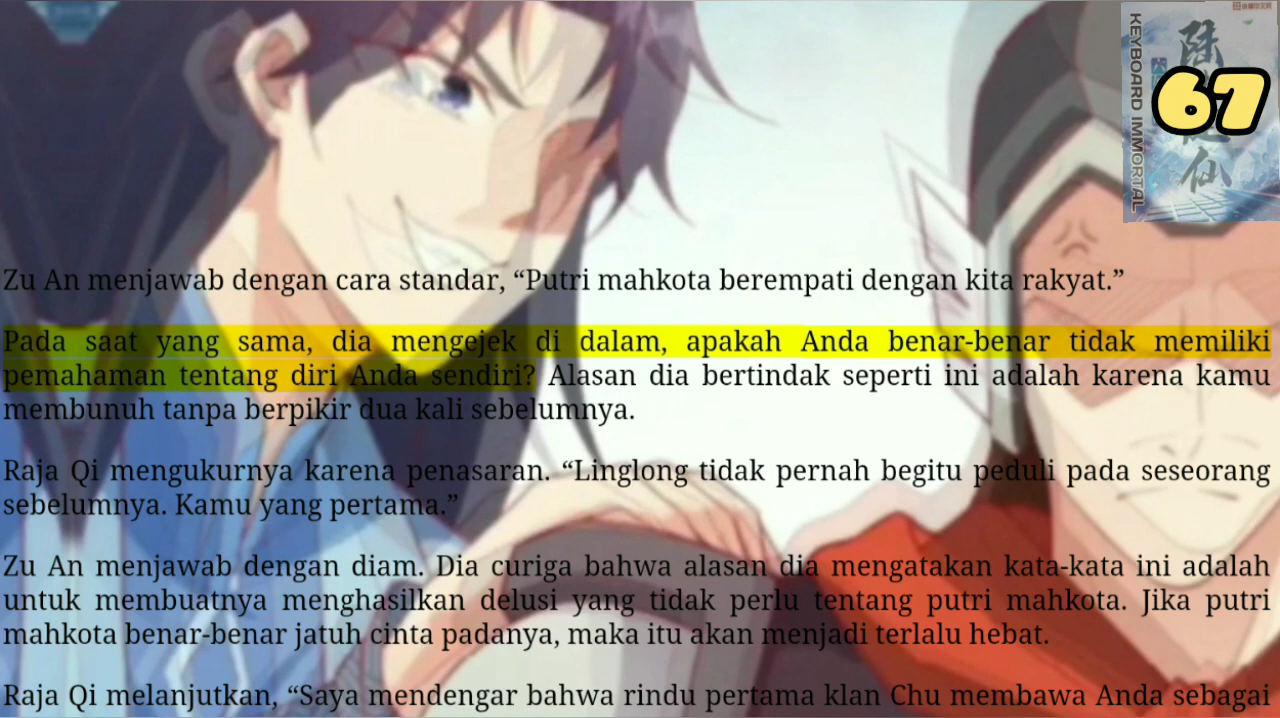 KEYBOARD IMMORTAL
67
仙
Zu An menjawab dengan cara standar, “Putri mahkota berempati dengan kita rakyat.”
Pada saat yang sama, dia mengejek di dalam, apakah Anda benar-benar tidak memiliki
pemahaman tentang diri Anda sendiri? Alasan dia bertindak seperti ini adalah karena kamu
membunuh tanpa berpikir dua kali sebelumnya.
Raja Qi mengukurnya karena penasaran. “Linglong tidak pernah begitu peduli pada seseorang
sebelumnya. Kamu yang pertama.”
Zu An menjawab dengan diam. Dia curiga bahwa alasan dia mengatakan kata-kata ini adalah
untuk membuatnya menghasilkan delusi yang tidak perlu tentang putri mahkota. Jika putri
mahkota benar-benar jatuh cinta padanya, maka itu akan menjadi terlalu hebat.
Raja Qi melanjutkan, “Saya mendengar bahwa rindu pertama klan Chu membawa Anda sebagai